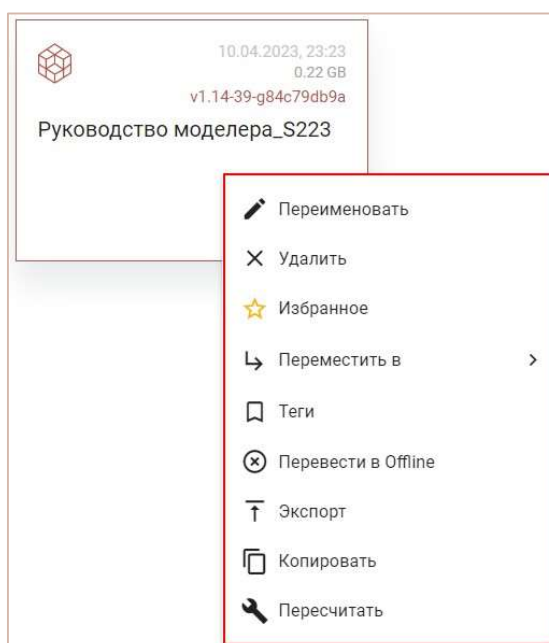 10.04.2023, 23:23
0.22 GB
v1.14-39-g84c79db9a
Руководство моделера_S223
Переименовать
Удалить
Избранное
Переместить в
Теги
Перевести в Offline
Экспорт
Копировать
Пересчитать